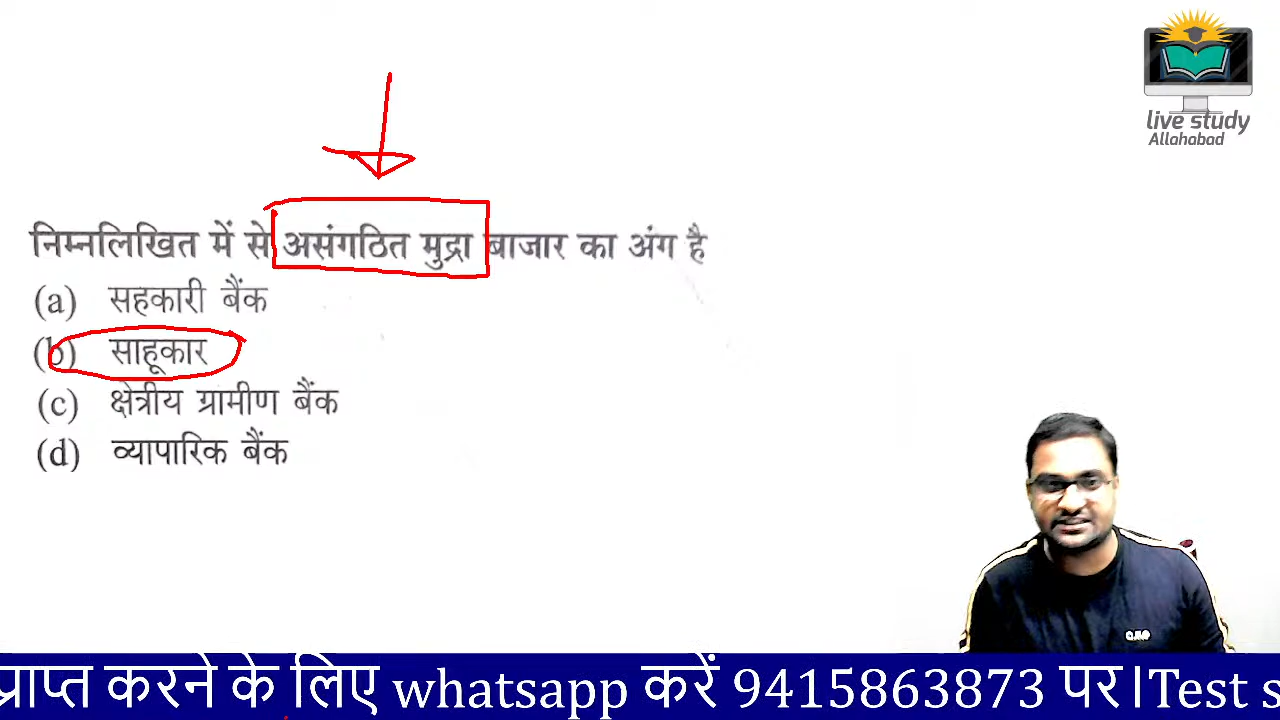 live study
Allahabad
निम्नलिखित में से असंगठित मुद्रा बाजार का अंग है
(a) सहकारी बैंक
(b) साहूकार
(c) क्षेत्रीय ग्रामीण बैंक
(d) व्यापारिक बैंक
प्राप्त करने के लिए whatsapp करें 9415863873 पर।Test s